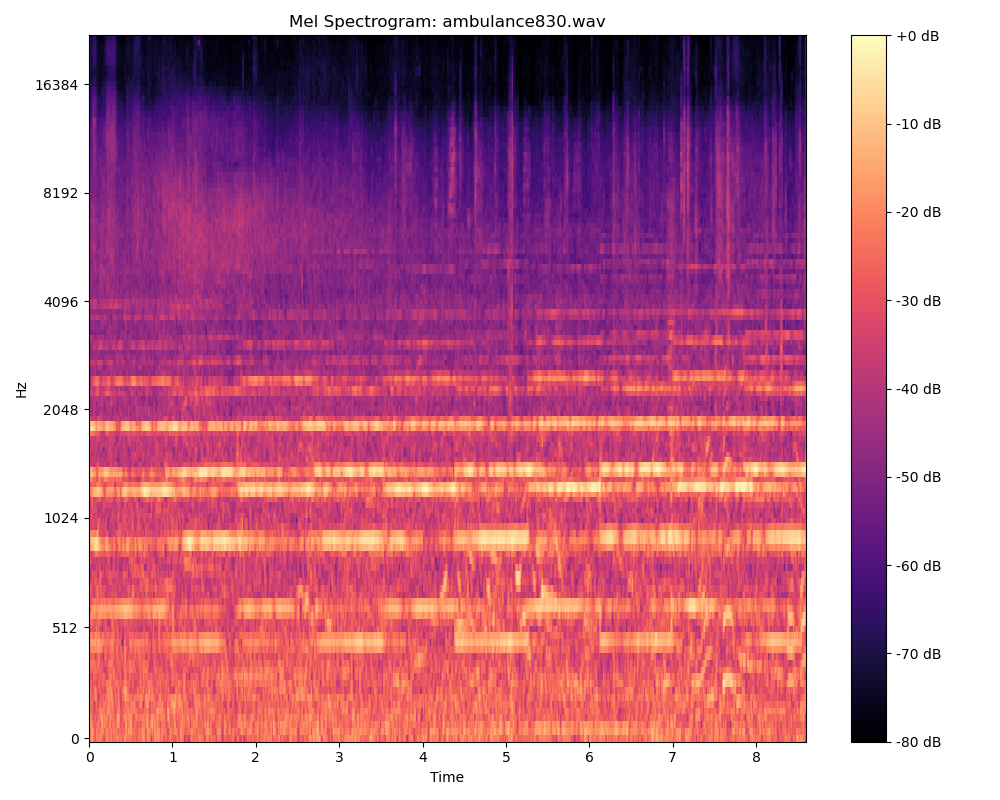 Mel Spectrogram: ambulance830.wav
Hz
16384
8192
4096
2048
1024
512
0
0 1 2 3 4 5 6 7 8
Time
+0 dB
-10 dB
-20 dB
-30 dB
-40 dB
-50 dB
-60 dB
-70 dB
-80 dB